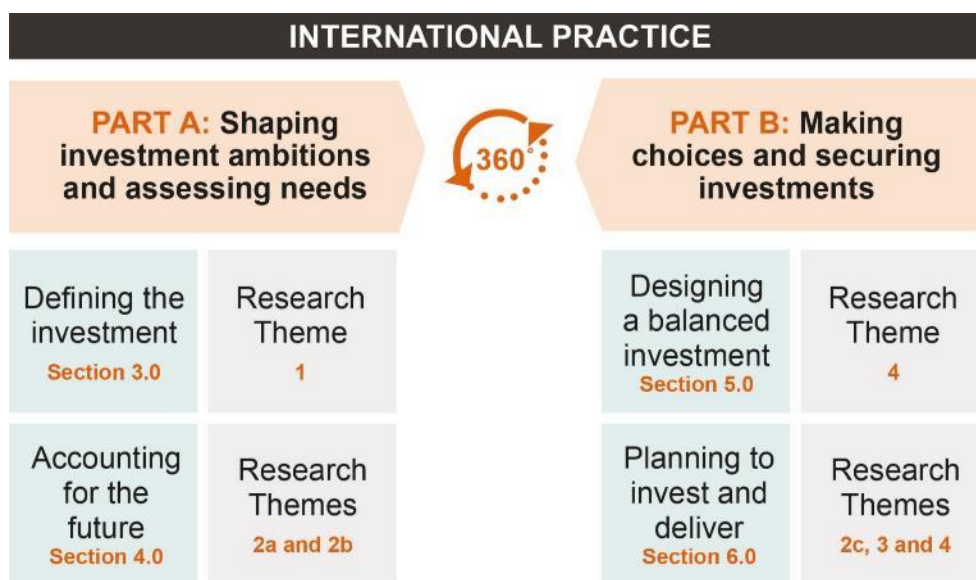 INTERNATIONAL PRACTICE
PART A: Shaping
investment ambitions
and assessing needs
360°
PART B: Making
choices and securing
investments
Defining the
investment
Section 3.0
Research
Theme
1
Designing
a balanced
investment
Section 5.0
Research
Theme
4
Accounting
for the
future
Section 4.0
Research
Themes
2a and 2b
Planning to
invest and
deliver
Section 6.0
Research
Themes
2c, 3 and 4